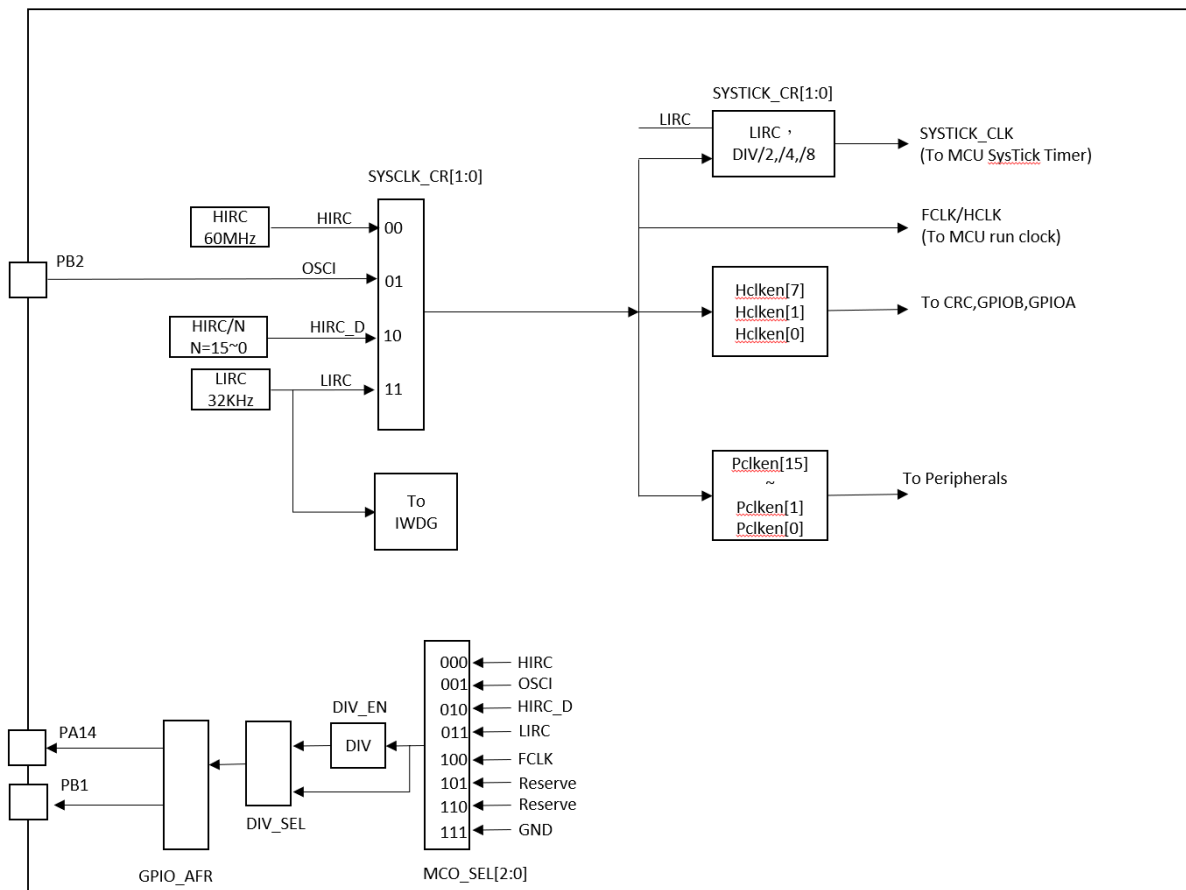 SYSTICK_CR[1:0]
LIRC
LIRC，
DIV/2,/4,/8
SYSTICK_CLK
(To MCU SysTick Timer)
SYSCLK_CR[1:0]
HIRC
60MHz
HIRC
00
FCLK/HCLK
(To MCU run clock)
PB2
OSCI
01
Hclken[7]
Hclken[1]
Hclken[0]
To CRC,GPIOB,GPIOA
HIRC/N
N=15~0
HIRC_D
10
LIRC
32KHz
LIRC
11
To
IWDG
Pclken[15]
~
Pclken[1]
Pclken[0]
To Peripherals
000
HIRC
001
OSCI
010
HIRC_D
011
LIRC
100
FCLK
101
Reserve
110
Reserve
111
GND
DIV_EN
DIV
PA14
PB1
DIV_SEL
GPIO_AFR
MCO_SEL[2:0]